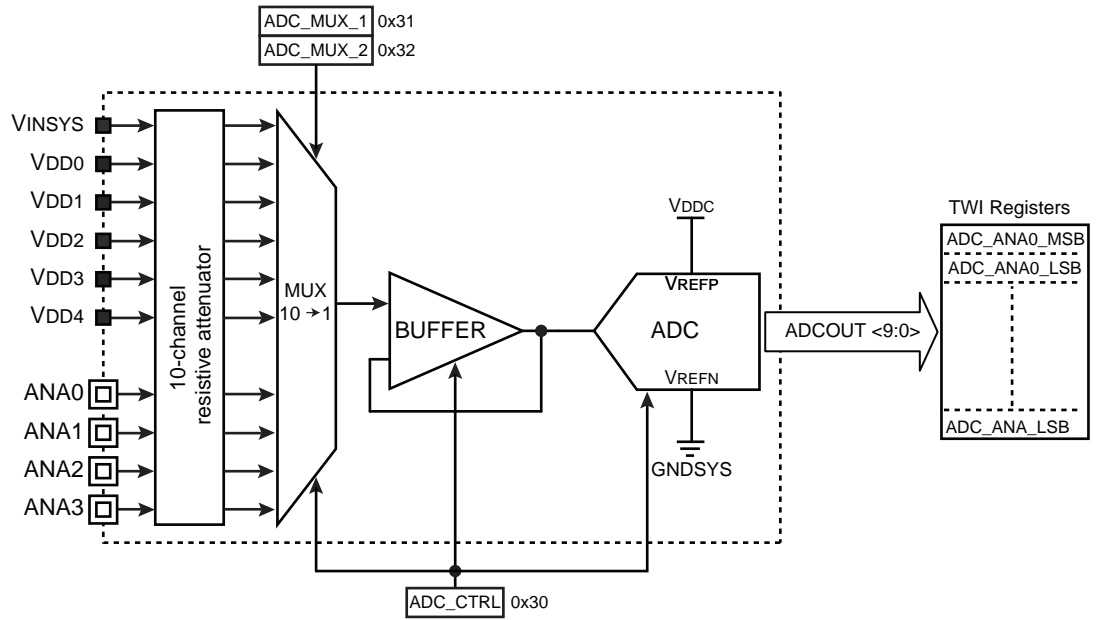 ADC_MUX_1 0x31
ADC_MUX_2 0x32
VINSYS
VDD0
VDD1
VDD2
VDD3
VDD4
ANA0
ANA1
ANA2
ANA3
10-channel
resistive attenuator
MUX
10 → 1
BUFFER
VDDC
VREFP
ADC
VREFN
GNDSYS
ADCOUT <9:0>
TWI Registers
ADC_ANA0_MSB
ADC_ANA0_LSB
ADC_ANA_LSB
ADC_CTRL 0x30